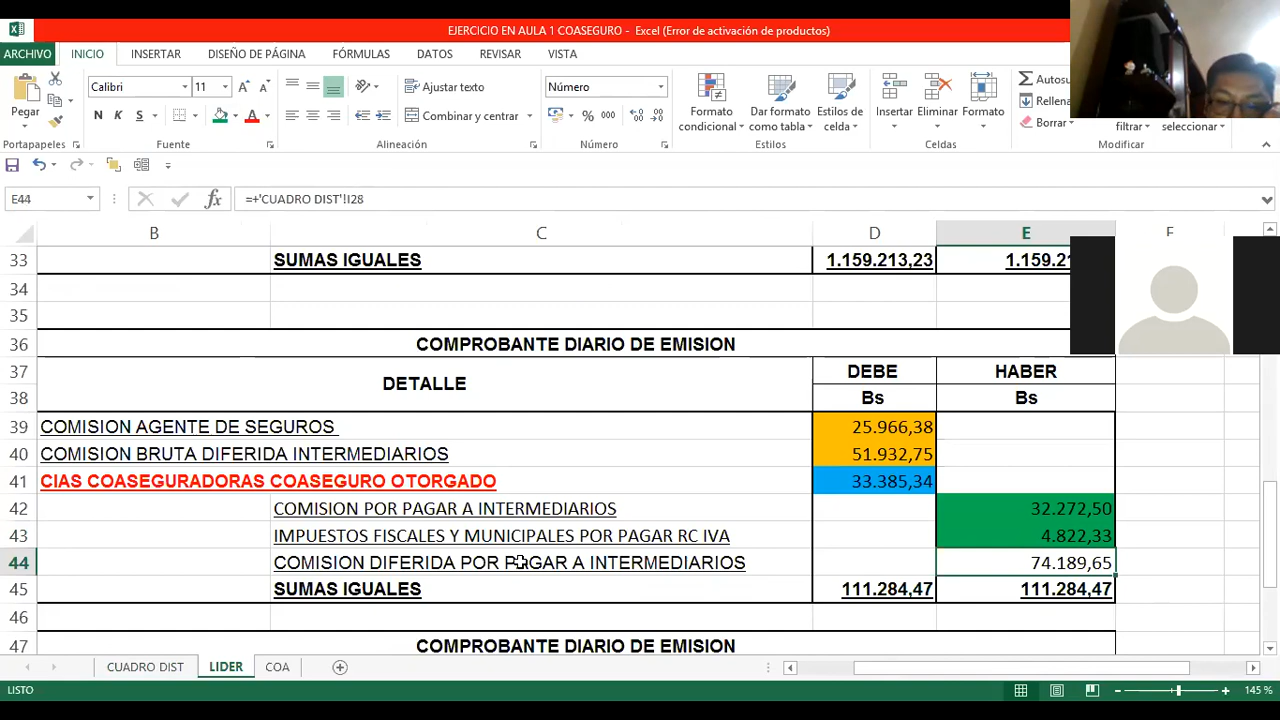 EJERCICIO EN AULA 1 COASEGURO - Excel (Error de activación de productos)
ARCHIVO INICIO INSERTAR DISEÑO DE PÁGINA FÓRMULAS DATOS REVISAR VISTA
Calibri 11 Ajustar texto Número Autosu
Pegar N K S Combinar y centrar % 000 Formato condicional Dar formato como tabla Estilos de celda Insertar Eliminar Formato Rellena Borrar filtrar seleccionar
Portapapeles Fuente Alineación Número Estilos Celdas Modificar
E44 =+'CUADRO DIST'!I28
B C D E F
33 SUMAS IGUALES 1.159.213,23 1.159.21
34
35
36 COMPROBANTE DIARIO DE EMISION
37 DETALLE DEBE HABER
38 Bs Bs
39 COMISION AGENTE DE SEGUROS 25.966,38
40 COMISION BRUTA DIFERIDA INTERMEDIARIOS 51.932,75
41 CIAS COASEGURADORAS COASEGURO OTORGADO 33.385,34
42 COMISION POR PAGAR A INTERMEDIARIOS 32.272,50
43 IMPUESTOS FISCALES Y MUNICIPALES POR PAGAR RC IVA 4.822,33
44 COMISION DIFERIDA POR PAGAR A INTERMEDIARIOS 74.189,65
45 SUMAS IGUALES 111.284,47 111.284,47
46
47 COMPROBANTE DIARIO DE EMISION
CUADRO DIST LIDER COA
LISTO 145 %